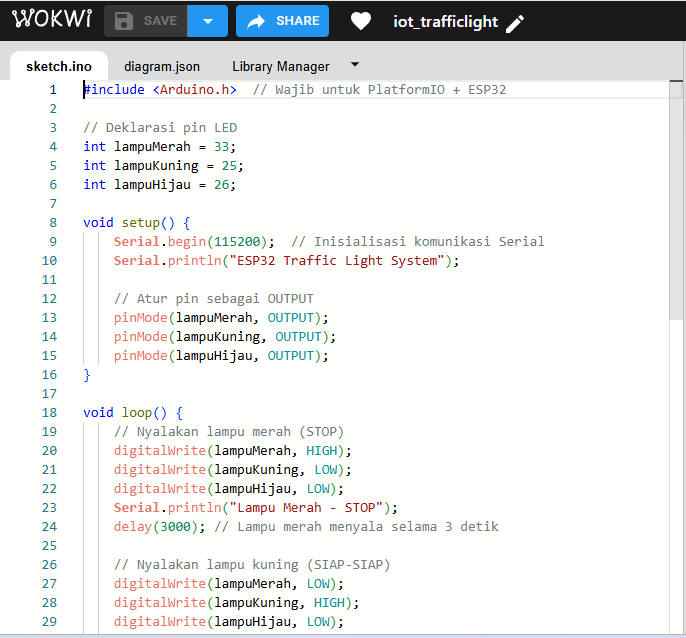 WOKWI SAVE SHARE iot_trafficlight
sketch.ino diagram.json Library Manager
1 #include <Arduino.h>  // Wajib untuk PlatformIO + ESP32
2
3 // Deklarasi pin LED
4 int lampuMerah = 33;
5 int lampuKuning = 25;
6 int lampuHijau = 26;
7
8 void setup() {
9     Serial.begin(115200);  // Inisialisasi komunikasi Serial
10     Serial.println("ESP32 Traffic Light System");
11
12     // Atur pin sebagai OUTPUT
13     pinMode(lampuMerah, OUTPUT);
14     pinMode(lampuKuning, OUTPUT);
15     pinMode(lampuHijau, OUTPUT);
16 }
17
18 void loop() {
19     // Nyalakan lampu merah (STOP)
20     digitalWrite(lampuMerah, HIGH);
21     digitalWrite(lampuKuning, LOW);
22     digitalWrite(lampuHijau, LOW);
23     Serial.println("Lampu Merah - STOP");
24     delay(3000); // Lampu merah menyala selama 3 detik
25
26     // Nyalakan lampu kuning (SIAP-SIAP)
27     digitalWrite(lampuMerah, LOW);
28     digitalWrite(lampuKuning, HIGH);
29     digitalWrite(lampuHijau, LOW);